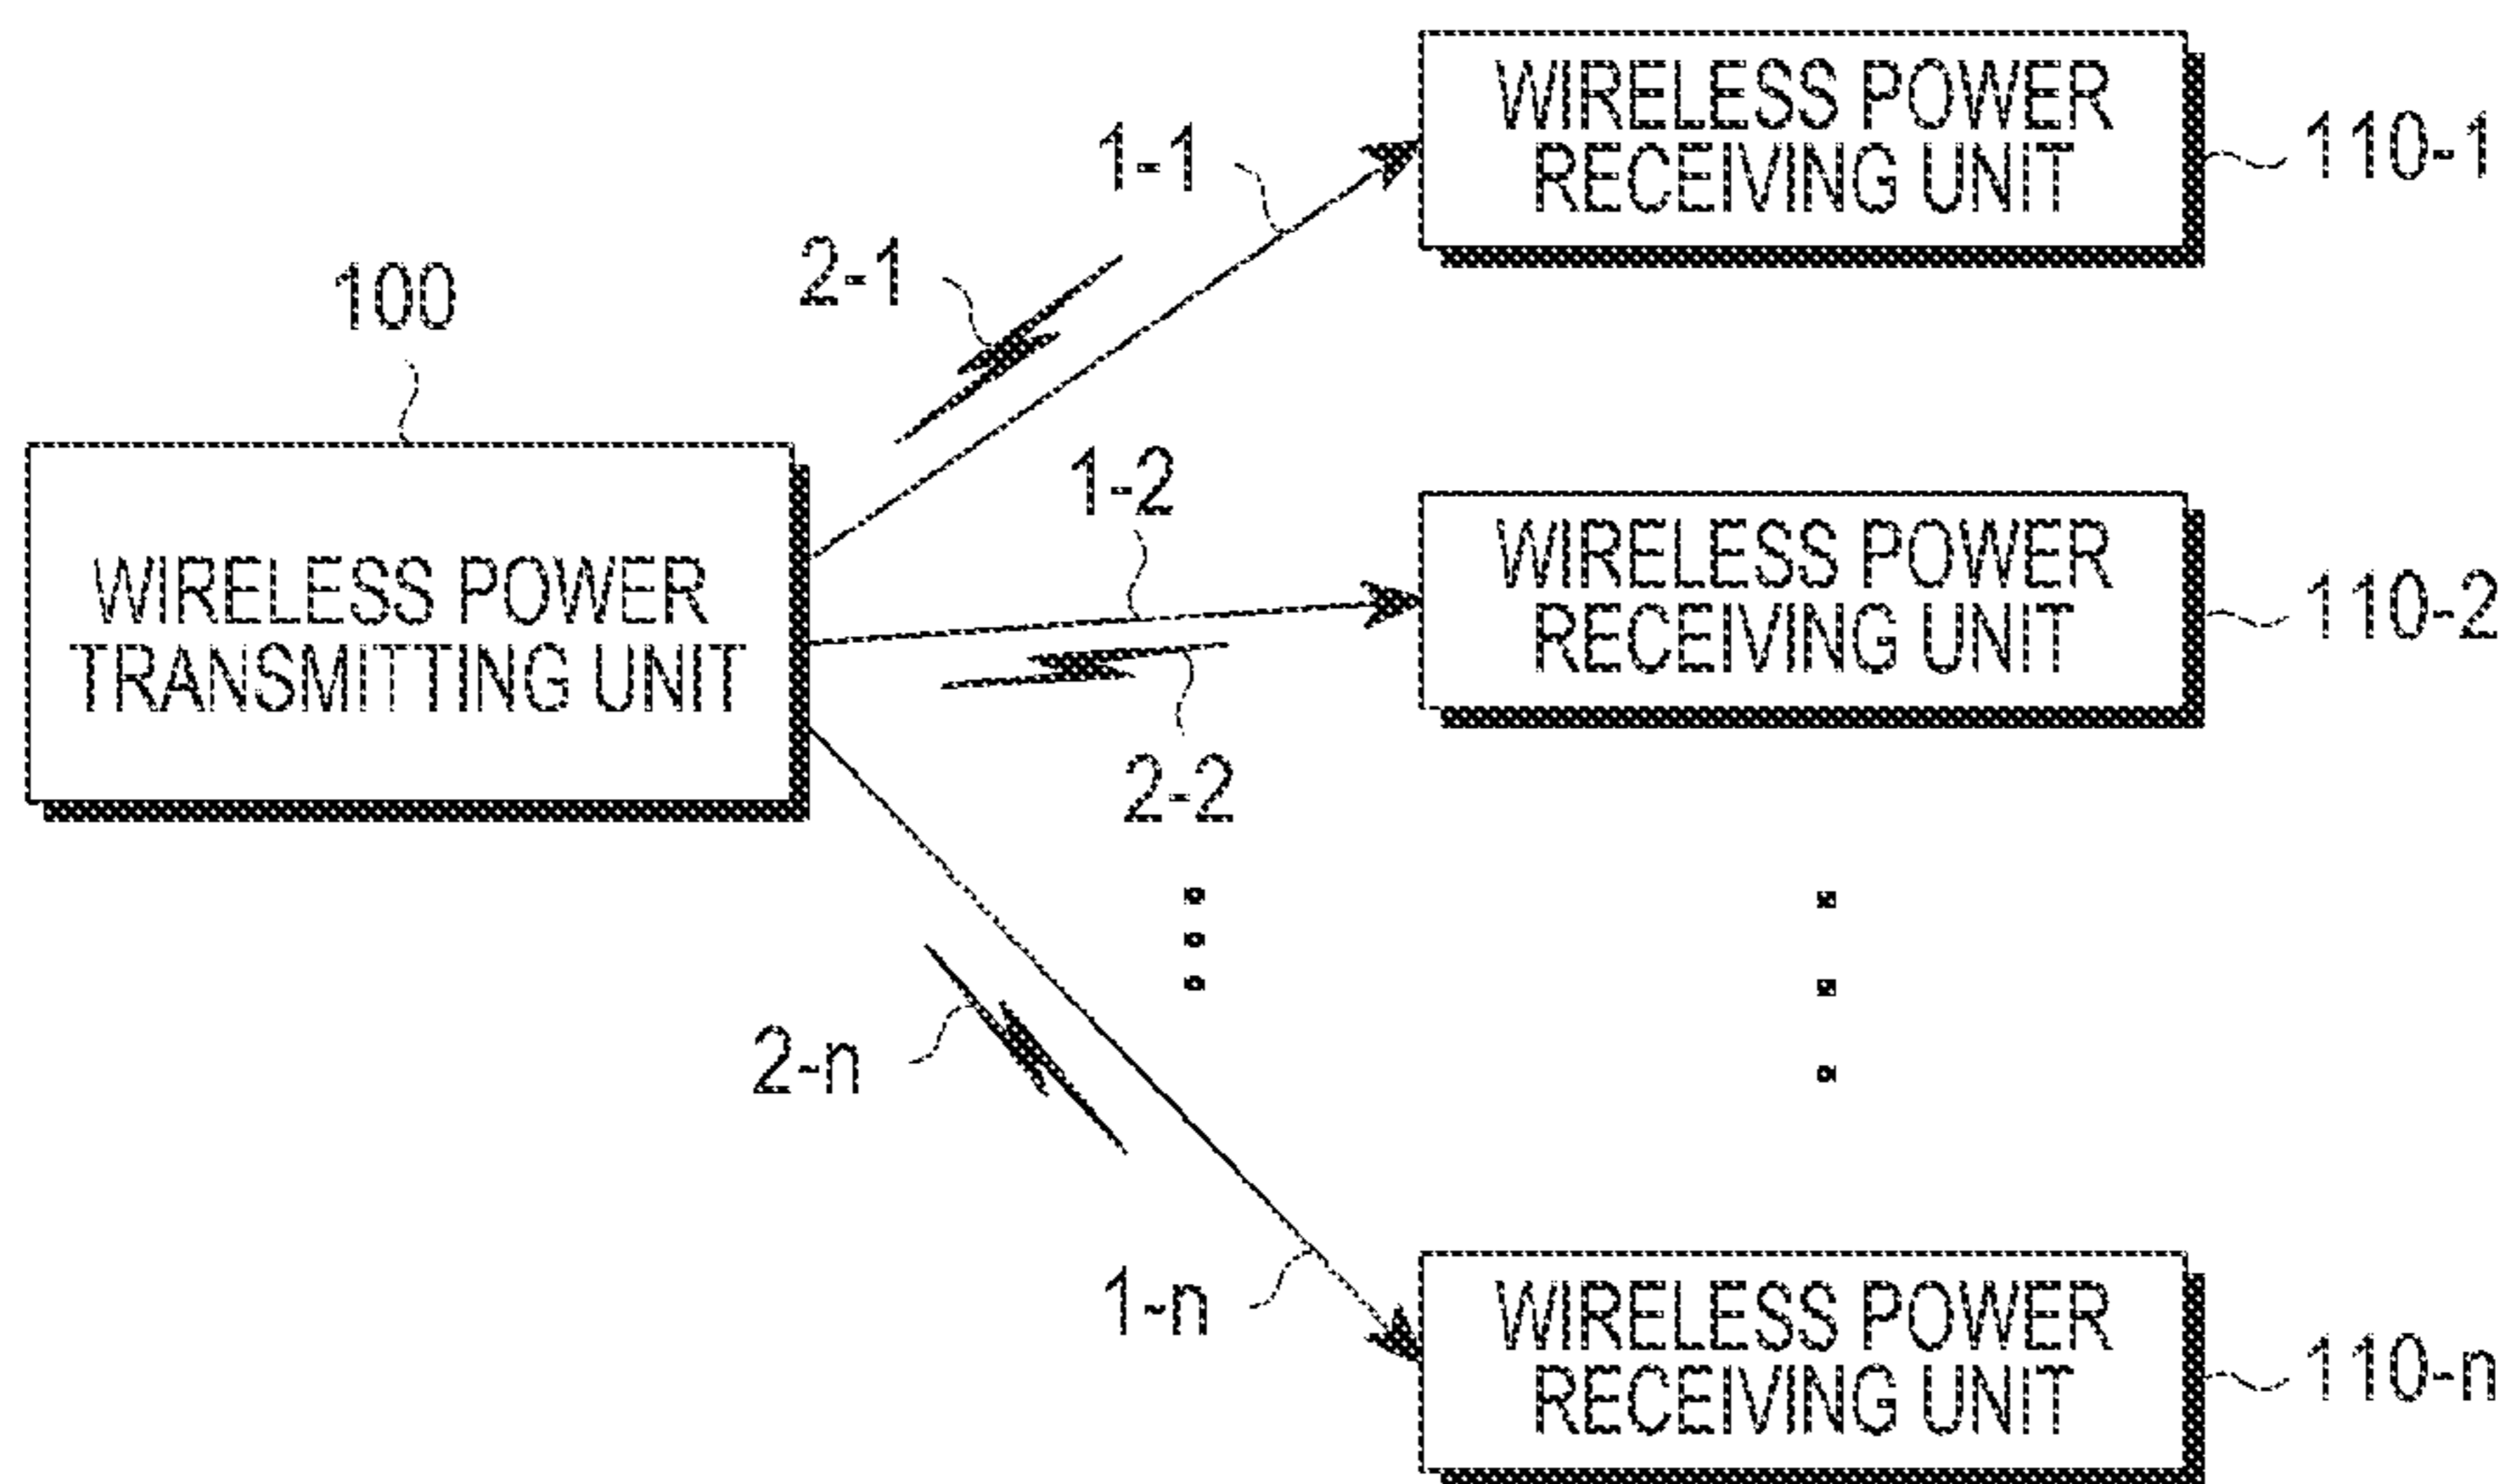 WIRELESS POWER
RECEIVING UNIT
110-1
1-1
2-1
100
1-2
WIRELESS POWER
TRANSMITTING UNIT
WIRELESS POWER
RECEIVING UNIT
110-2
2-2
2-n
1-n
WIRELESS POWER
RECEIVING UNIT
110-n